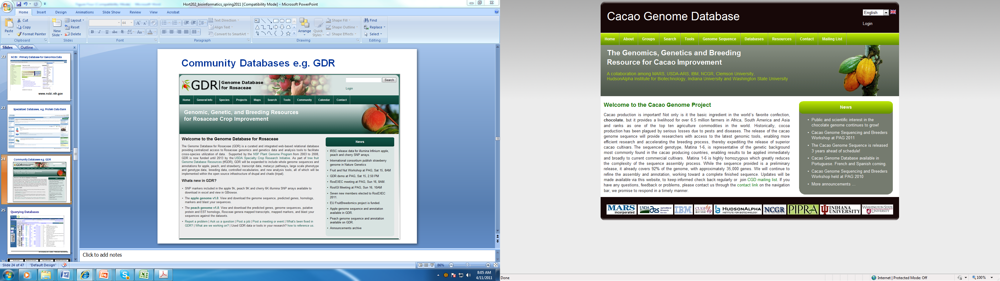 Hort202_bioinformatics_spring2011 [Compatibility Mode] - Microsoft PowerPoint
Home Insert Design Animations Slide Show Review View Acrobat
Paste
Cut
Copy
Format Painter
Clipboard
New Slide
Layout
Reset
Delete
Slides
44
Font
Paragraph
Text Direction
Align Text
Convert to SmartArt
Arrange
Quick Styles
Shape Fill
Shape Outline
Shape Effects
Drawing
Find
Replace
Select
Editing
Slides Outline
22
NCBI : Primary Database for Genomics Data
www.ncbi.nih.gov
23
Specialized Databases, e.g. Protein Data Bank
24
Community Databases e.g. GDR
25
Querying Databases
Community Databases e.g. GDR
GDR
Genome Database
for Rosaceae
Search
Login
Home General Info Species Projects Maps Search Tools Community Calendar Contact
Genomic, Genetic, and Breeding Resources
for Rosaceae Crop Improvement
Welcome to the Genome Database for Rosaceae
The Genome Database for Rosaceae (GDR) is a curated and integrated web-based relational database
providing centralized access to Rosaceae genomics and genetics data and analysis tools to facilitate
cross-species utilization of data. Supported by the NSF Plant Genome Program from 2003 to 2008,
GDR is now funded until 2013 by the USDA Specialty Crop Research Initiative. As part of tree fruit
Genome Database Resources (tfGDR), GDR will be expanded to include whole genome sequences and
annotations for apple, peach, and strawberry, transcript data, metacyc pathways, large scale phenotype
and genotype data, breeding data, controlled vocabularies, and new analysis tools, all of which will be
implemented within the open source infrastructure of drupal and chado (tripal).
Whats new in GDR?
• SNP markers included in the apple 9k, peach 9K and cherry 6K illumina SNP arrays available to
download in excel and view in GBrowse.
• The apple genome v1.0. View and download the genome sequence, predicted genes, homologs,
markers and blast your sequences.
• The peach genome v1.0. View and download the predicted genes, genome sequences, putative
protein and EST homologs, Rosceae genera mapped transcripts, mapped markers, and blast your
sequences against the datasets.
• Report a problem | Ask us a question | Post a job | Post a meeting or event | What's been fixed in
GDR? | What are we working on? | Used GDR data or tools in your research? how to reference us.
News
• IRSC release data for illumina Infinium apple,
peach and cherry SNP arrays.
• International consortium publish strawberry
genome in Nature Genetics
• Fruit and Nut Workshop at PAG, Sat 15, 8AM
• GDR demo at PAG, Sat 15, 2.50 PM
• RosEXEC meeting at PAG, Sun 16, 8AM.
• RosIGI Meeting at PAG, Sun 16, 10AM
• Seven new members elected to RosEXEC
2011.
• EU FruitBreedomics project is funded.
• Apple genome sequence and annotation
available in GDR.
• Peach genome sequence and annotation
available on GDR.
• Announcements archive
Click to add notes
Slide 24 of 47 "Default Design" 86%
8:05 AM
4/11/2011
Cacao Genome Database
English
Login
Home About Groups Search Tools Genome Sequence Databases Resources Contact Mailing List
The Genomics, Genetics and Breeding
Resource for Cacao Improvement
A collaboration among MARS, USDA-ARS, IBM, NCGR, Clemson University,
HudsonAlpha Institute for Biotechnology, Indiana University and Washington State University
Welcome to the Cacao Genome Project
Cacao production is important! Not only is it the basic ingredient in the world's favorite confection,
chocolate, but it provides a livelihood for over 6.5 million farmers in Africa, South America and Asia
and ranks as one of the top ten agriculture commodities in the world. Historically, cocoa
production has been plagued by serious losses due to pests and diseases. The release of the cacao
genome sequence will provide researchers with access to the latest genomic tools, enabling more
efficient research and accelerating the breeding process, thereby expediting the release of superior
cacao cultivars. The sequenced genotype, Matina 1-6, is representative of the genetic background
most commonly found in the cacao producing countries, enabling results to be applied immediately
and broadly to current commercial cultivars. Matina 1-6 is highly homozygous which greatly reduces
the complexity of the sequence assembly process. While the sequence provided is a preliminary
release, it already covers 92% of the genome, with approximately 35,000 genes. We will continue to
refine the assembly and annotation, working toward a complete finished sequence. Updates will be
made available via this website, to keep informed check back regularly or join CGD mailing list. If you
have any questions, feedback or problems, please contact us through the contact link on the navigation
bar, we promise to respond in a timely manner.
News
• Public and scientific interest in the
chocolate genome continues to grow!
• Cacao Genome Sequencing and Breeders
Workshop at PAG 2011
• The Cacao Genome Sequence is released
3 years ahead of schedule!
• Cacao Genome Database available in
Portuguese. French and Spanish coming.
• Cacao Genome Sequencing and Breeders
Workshop held at PAG 2010
• More announcements ...
MARS incorporated
USDA ars Agricultural Research Service
IBM
CUGI
HUDSONALPHA INSTITUTE FOR BIOTECHNOLOGY
NCGR
PIPRA
INDIANA UNIVERSITY
WASHINGTON STATE UNIVERSITY
Done
Internet | Protected Mode: Off
100%